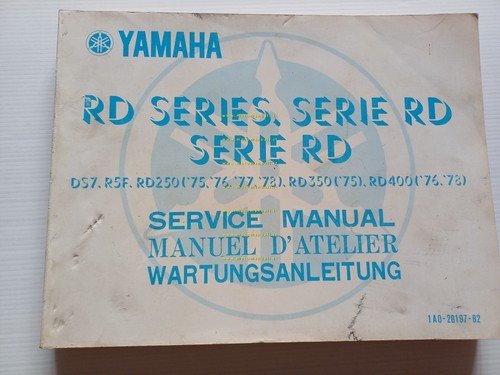 YAMAHA
RD SERIES, SERIE RD
SERIE RD
DS7, R5F, RD250('75,'76,'77,'78), RD350('75), RD400('76,'78)
SERVICE MANUAL
MANUEL D'ATELIER
WARTUNGSANLEITUNG
1A0-28197-62